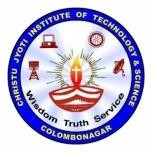 CHRISTU JYOTI INSTITUTE OF TECHNOLOGY & SCIENCE
Wisdom Truth Service
COLOMBONAGAR